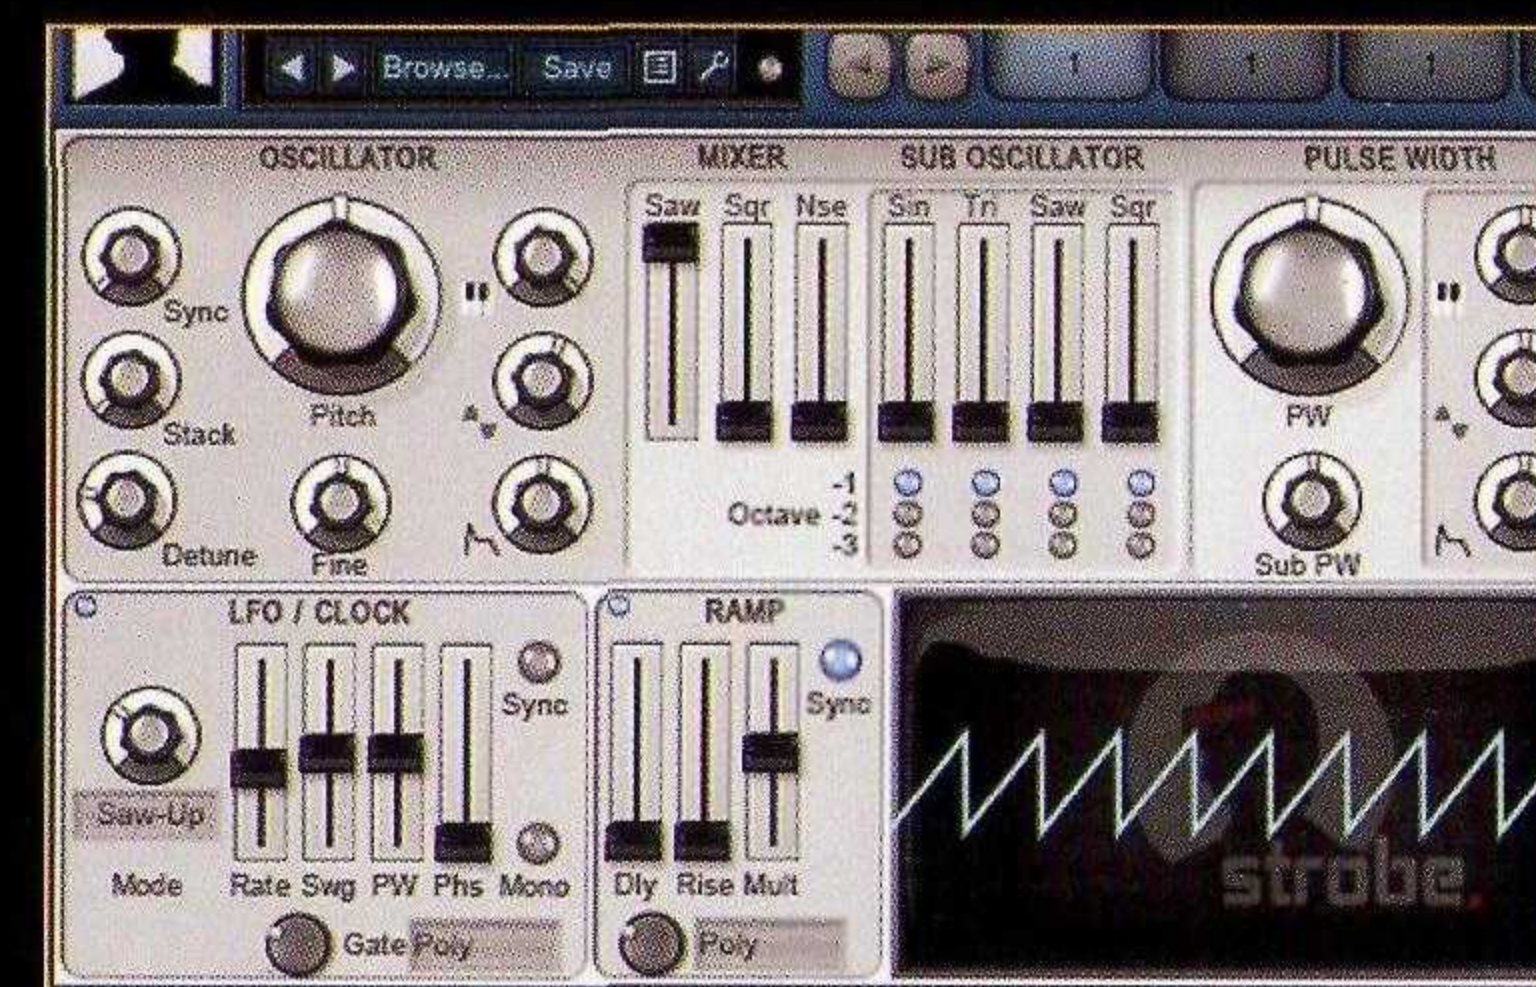 Browse... Save
1 1 1
OSCILLATOR MIXER SUB OSCILLATOR PULSE WIDTH
Saw Sqr Nse Sin Tri Saw Sqr
Sync
Pitch PW
Stack
-1
Octave -2
-3
Detune Fine Sub PW
LFO / CLOCK RAMP
Sync Sync
Saw-Up
Mode Rate Swg PW Phs Mono Dly Rise Mult
strobe.
Gate Poly Poly